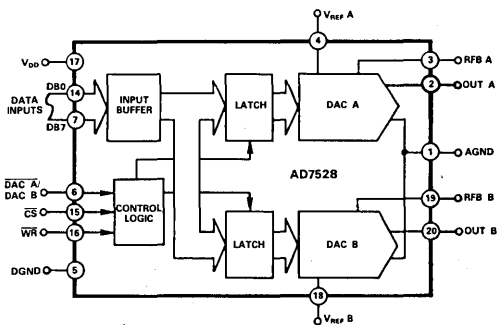 VREF A
4
VDD
17
3
RFB A
DB0
14
2
OUT A
DATA
INPUTS
INPUT
BUFFER
LATCH
DAC A
7
DB7
1
AGND
AD7528
DAC A/
DAC B
6
CONTROL
LOGIC
19
RFB B
CS
15
WR
16
LATCH
DAC B
20
OUT B
DGND
5
18
VREF B